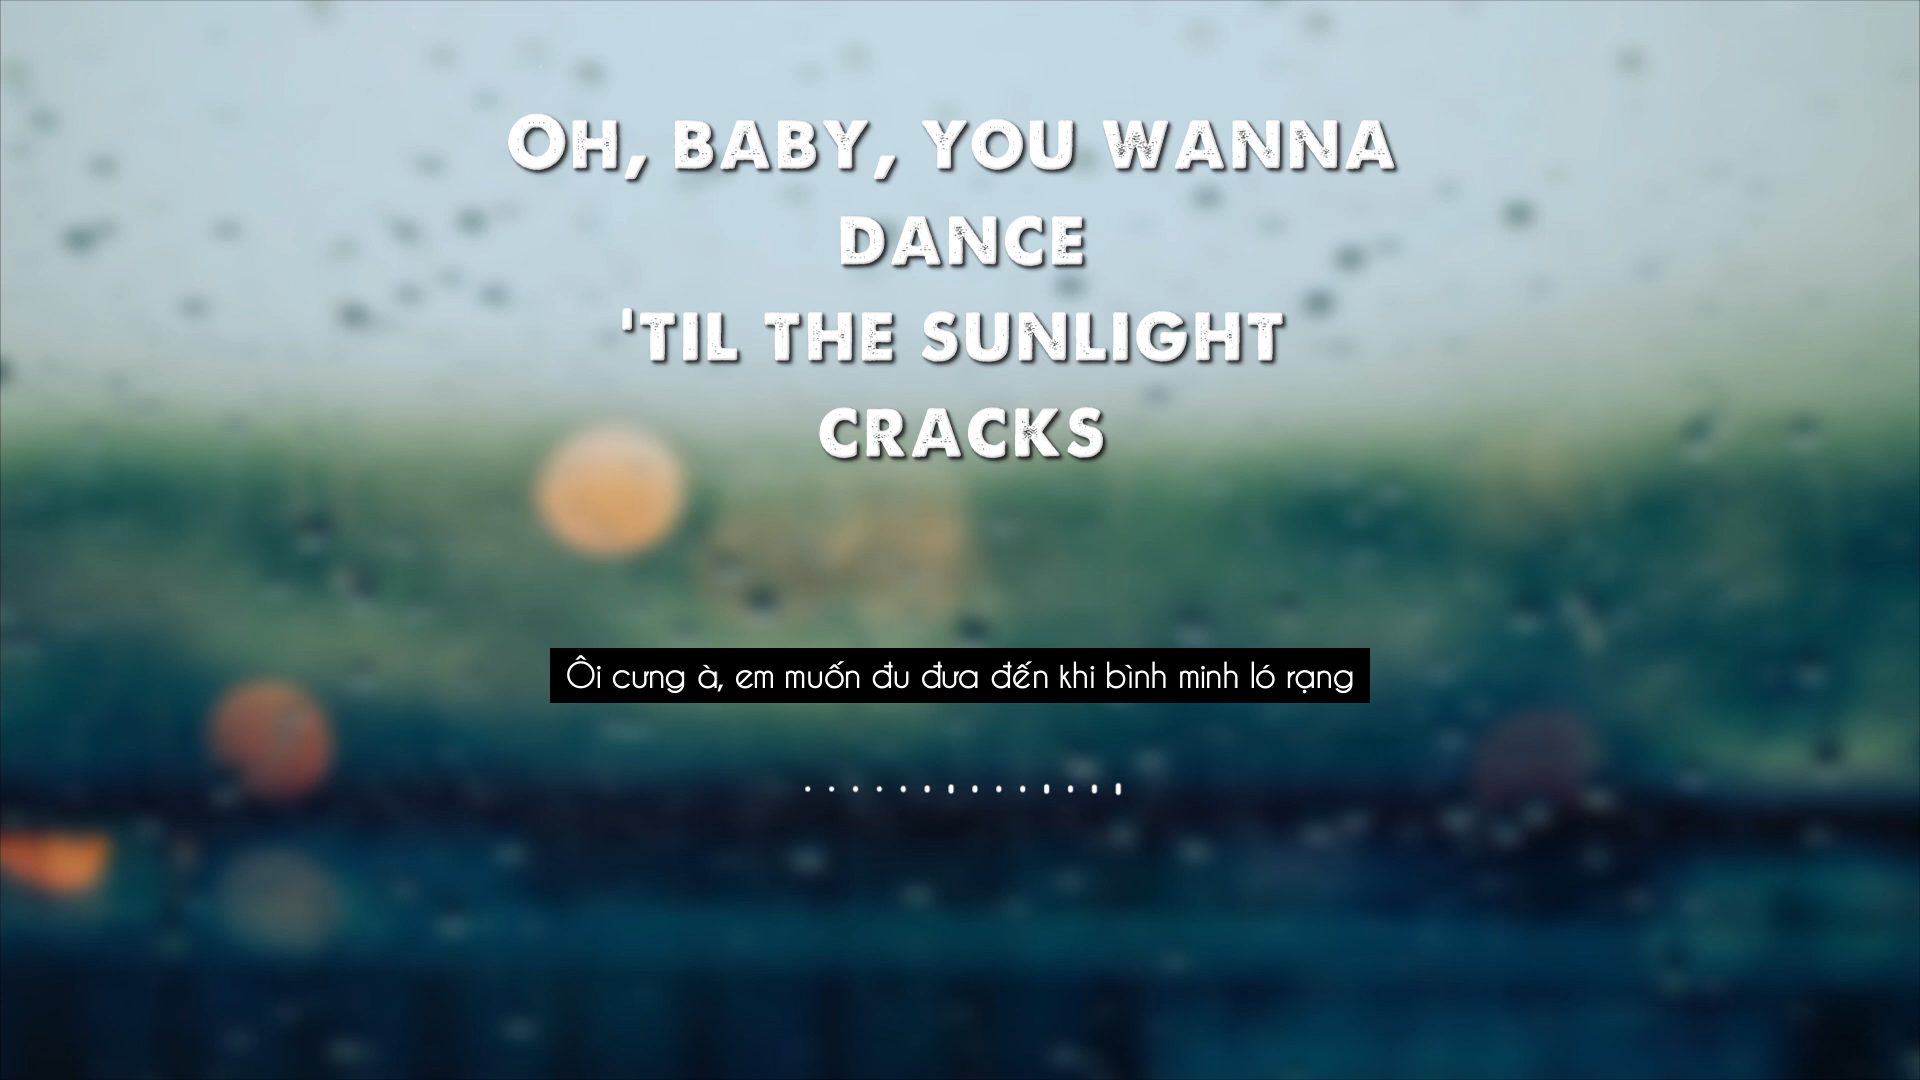 Oh, baby, you wanna
dance
'til the sunlight
cracks
Ôi cưng à, em muốn đu đưa đến khi bình minh ló rạng